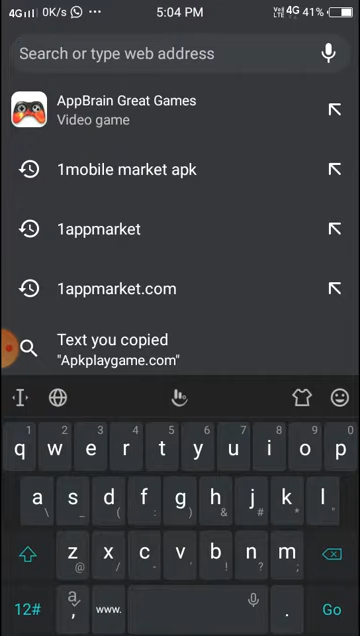 4G 0K/s 5:04 PM VoLTE 4G 41%
Search or type web address
AppBrain Great Games
Video game
1mobile market apk
1appmarket
1appmarket.com
Text you copied
"Apkplaygame.com"
1 2 3 4 5 6 7 8 9 0
q w e r t y u i o p
a s d f g h j k l
\ _ ( : ) & # * "
z x c v b n m
@ / - ' ! ? ;
12# a , www. . Go